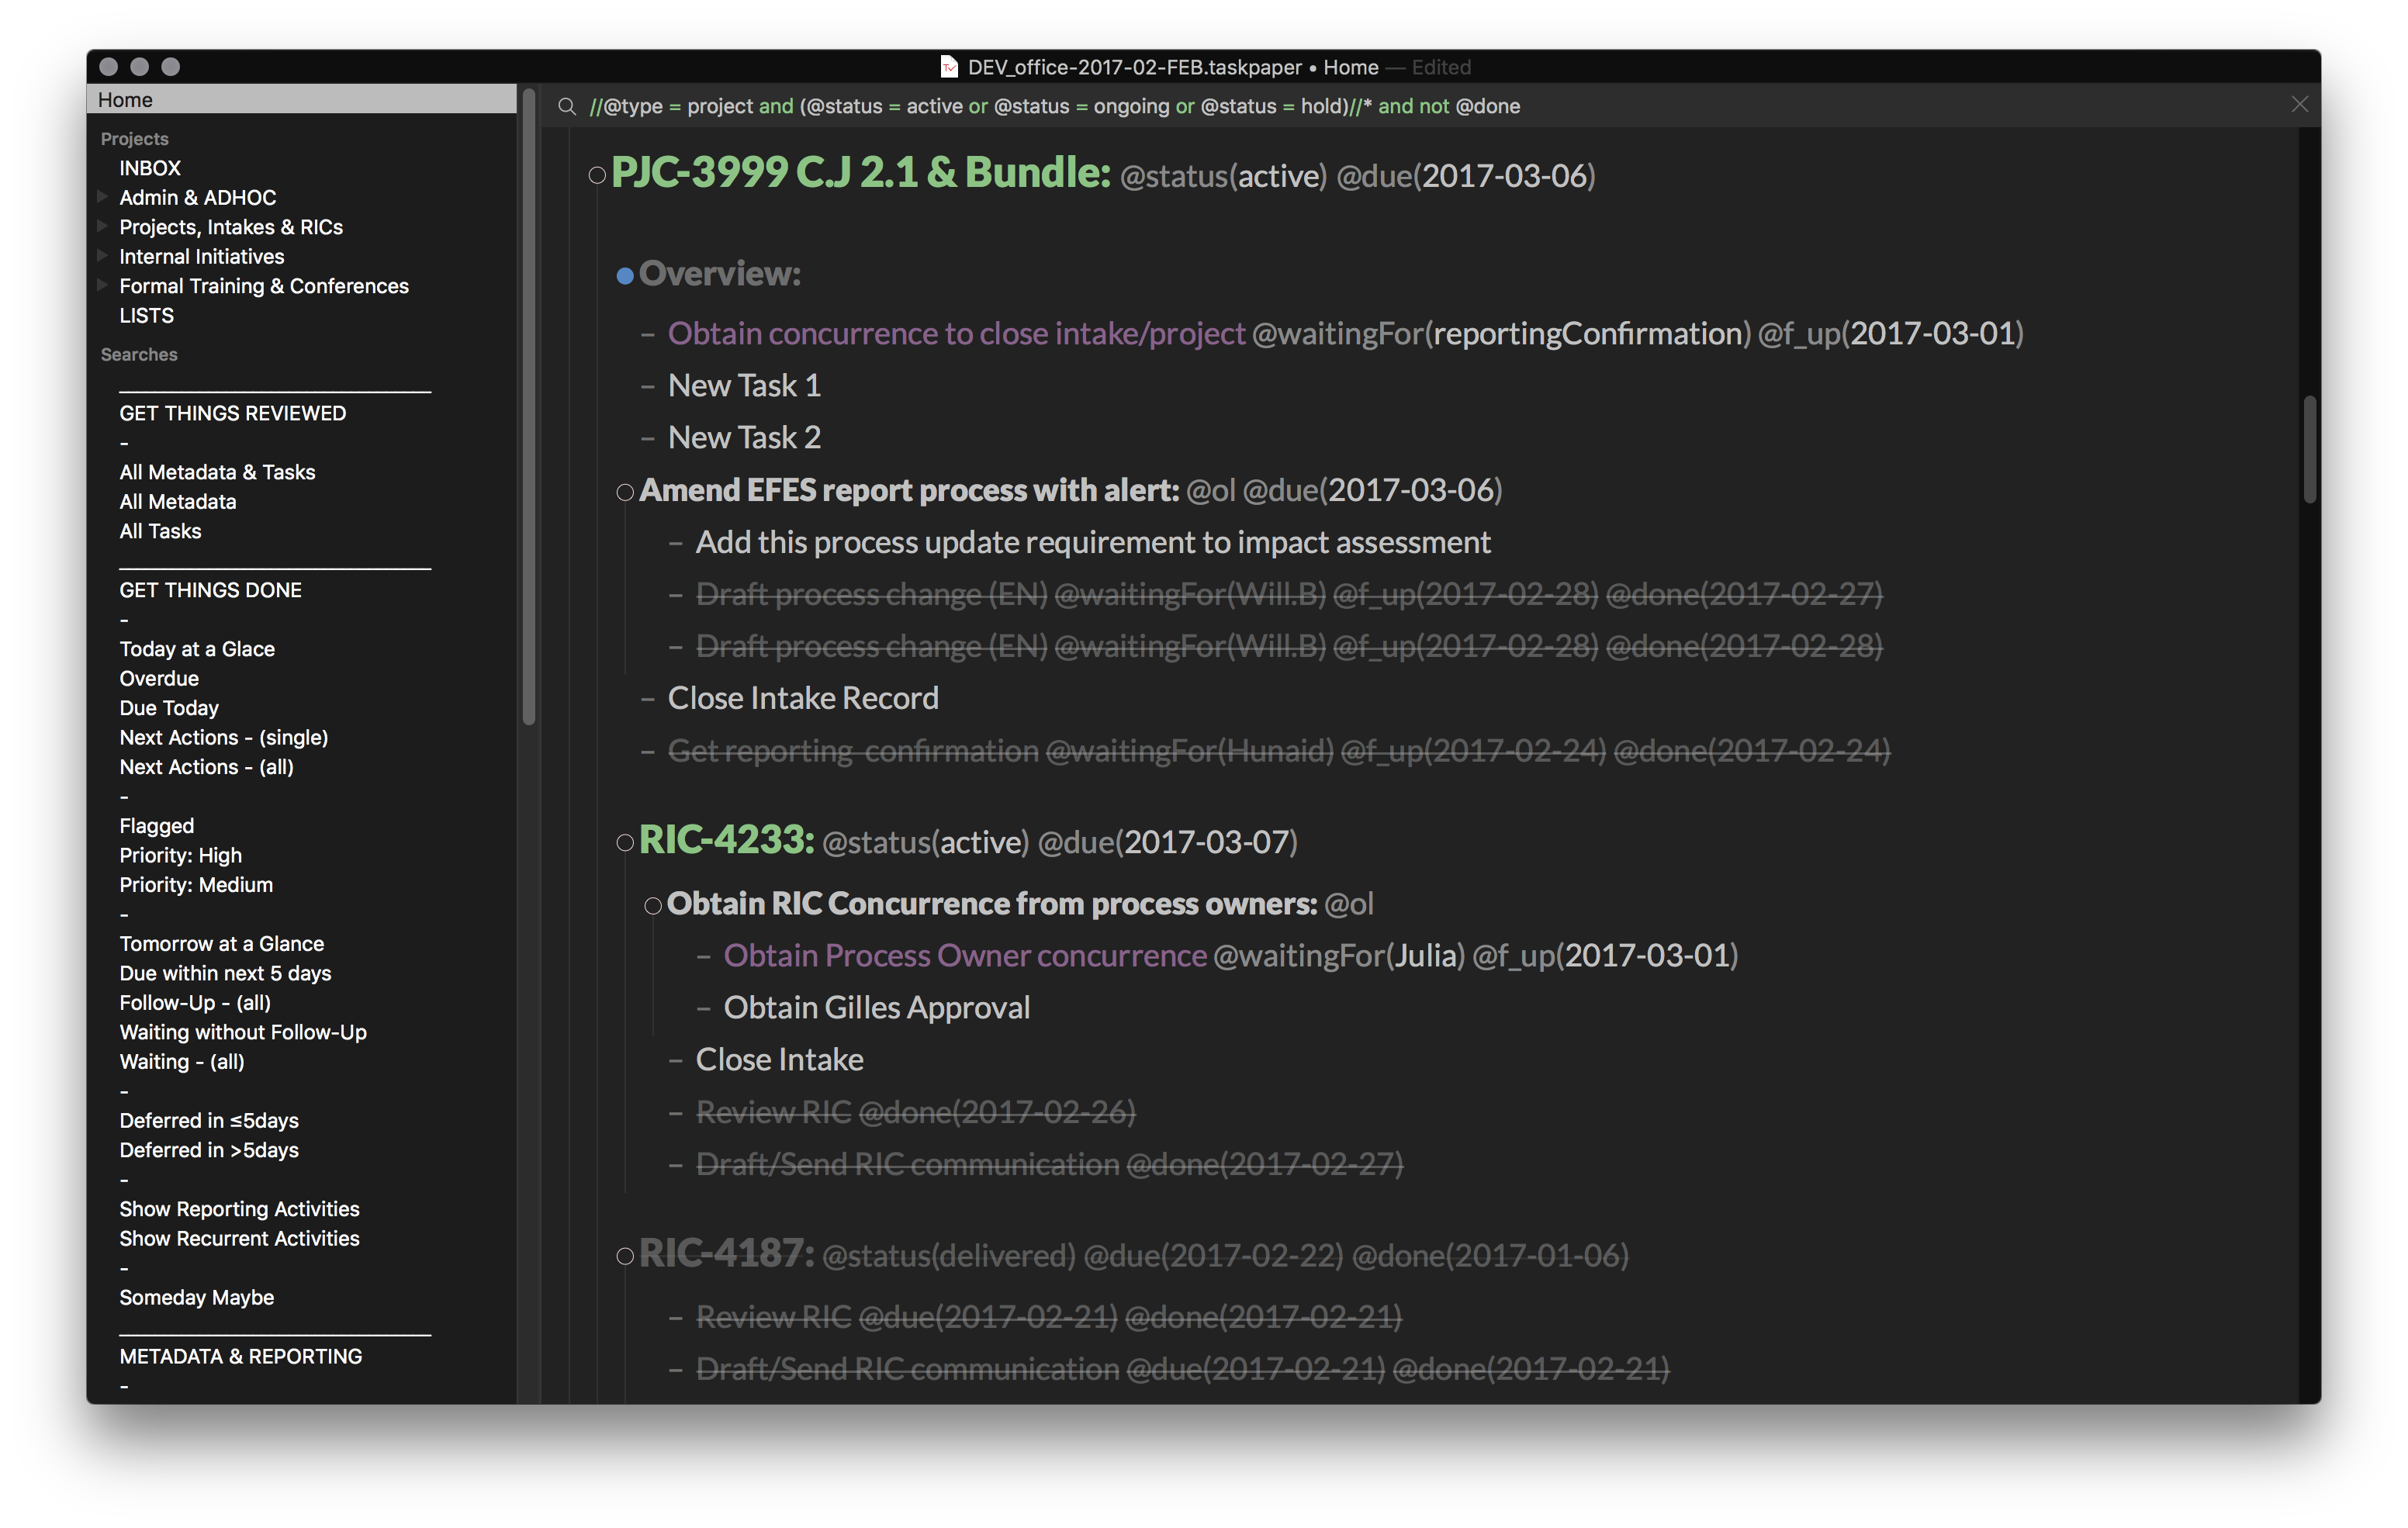 DEV_office-2017-02-FEB.taskpaper • Home — Edited
Home
Projects
INBOX
Admin & ADHOC
Projects, Intakes & RICs
Internal Initiatives
Formal Training & Conferences
LISTS
Searches
GET THINGS REVIEWED
-
All Metadata & Tasks
All Metadata
All Tasks
GET THINGS DONE
-
Today at a Glace
Overdue
Due Today
Next Actions - (single)
Next Actions - (all)
-
Flagged
Priority: High
Priority: Medium
-
Tomorrow at a Glance
Due within next 5 days
Follow-Up - (all)
Waiting without Follow-Up
Waiting - (all)
-
Deferred in ≤5days
Deferred in >5days
-
Show Reporting Activities
Show Recurrent Activities
-
Someday Maybe
METADATA & REPORTING
-
//@type = project and (@status = active or @status = ongoing or @status = hold)//* and not @done
PJC-3999 C.J 2.1 & Bundle: @status(active) @due(2017-03-06)
Overview:
– Obtain concurrence to close intake/project @waitingFor(reportingConfirmation) @f_up(2017-03-01)
– New Task 1
– New Task 2
Amend EFES report process with alert: @ol @due(2017-03-06)
– Add this process update requirement to impact assessment
– Draft process change (EN) @waitingFor(Will.B) @f_up(2017-02-28) @done(2017-02-27)
– Draft process change (EN) @waitingFor(Will.B) @f_up(2017-02-28) @done(2017-02-28)
– Close Intake Record
– Get reporting  confirmation @waitingFor(Hunaid) @f_up(2017-02-24) @done(2017-02-24)
RIC-4233: @status(active) @due(2017-03-07)
Obtain RIC Concurrence from process owners: @ol
– Obtain Process Owner concurrence @waitingFor(Julia) @f_up(2017-03-01)
– Obtain Gilles Approval
– Close Intake
– Review RIC @done(2017-02-26)
– Draft/Send RIC communication @done(2017-02-27)
RIC-4187: @status(delivered) @due(2017-02-22) @done(2017-01-06)
– Review RIC @due(2017-02-21) @done(2017-02-21)
– Draft/Send RIC communication @due(2017-02-21) @done(2017-02-21)